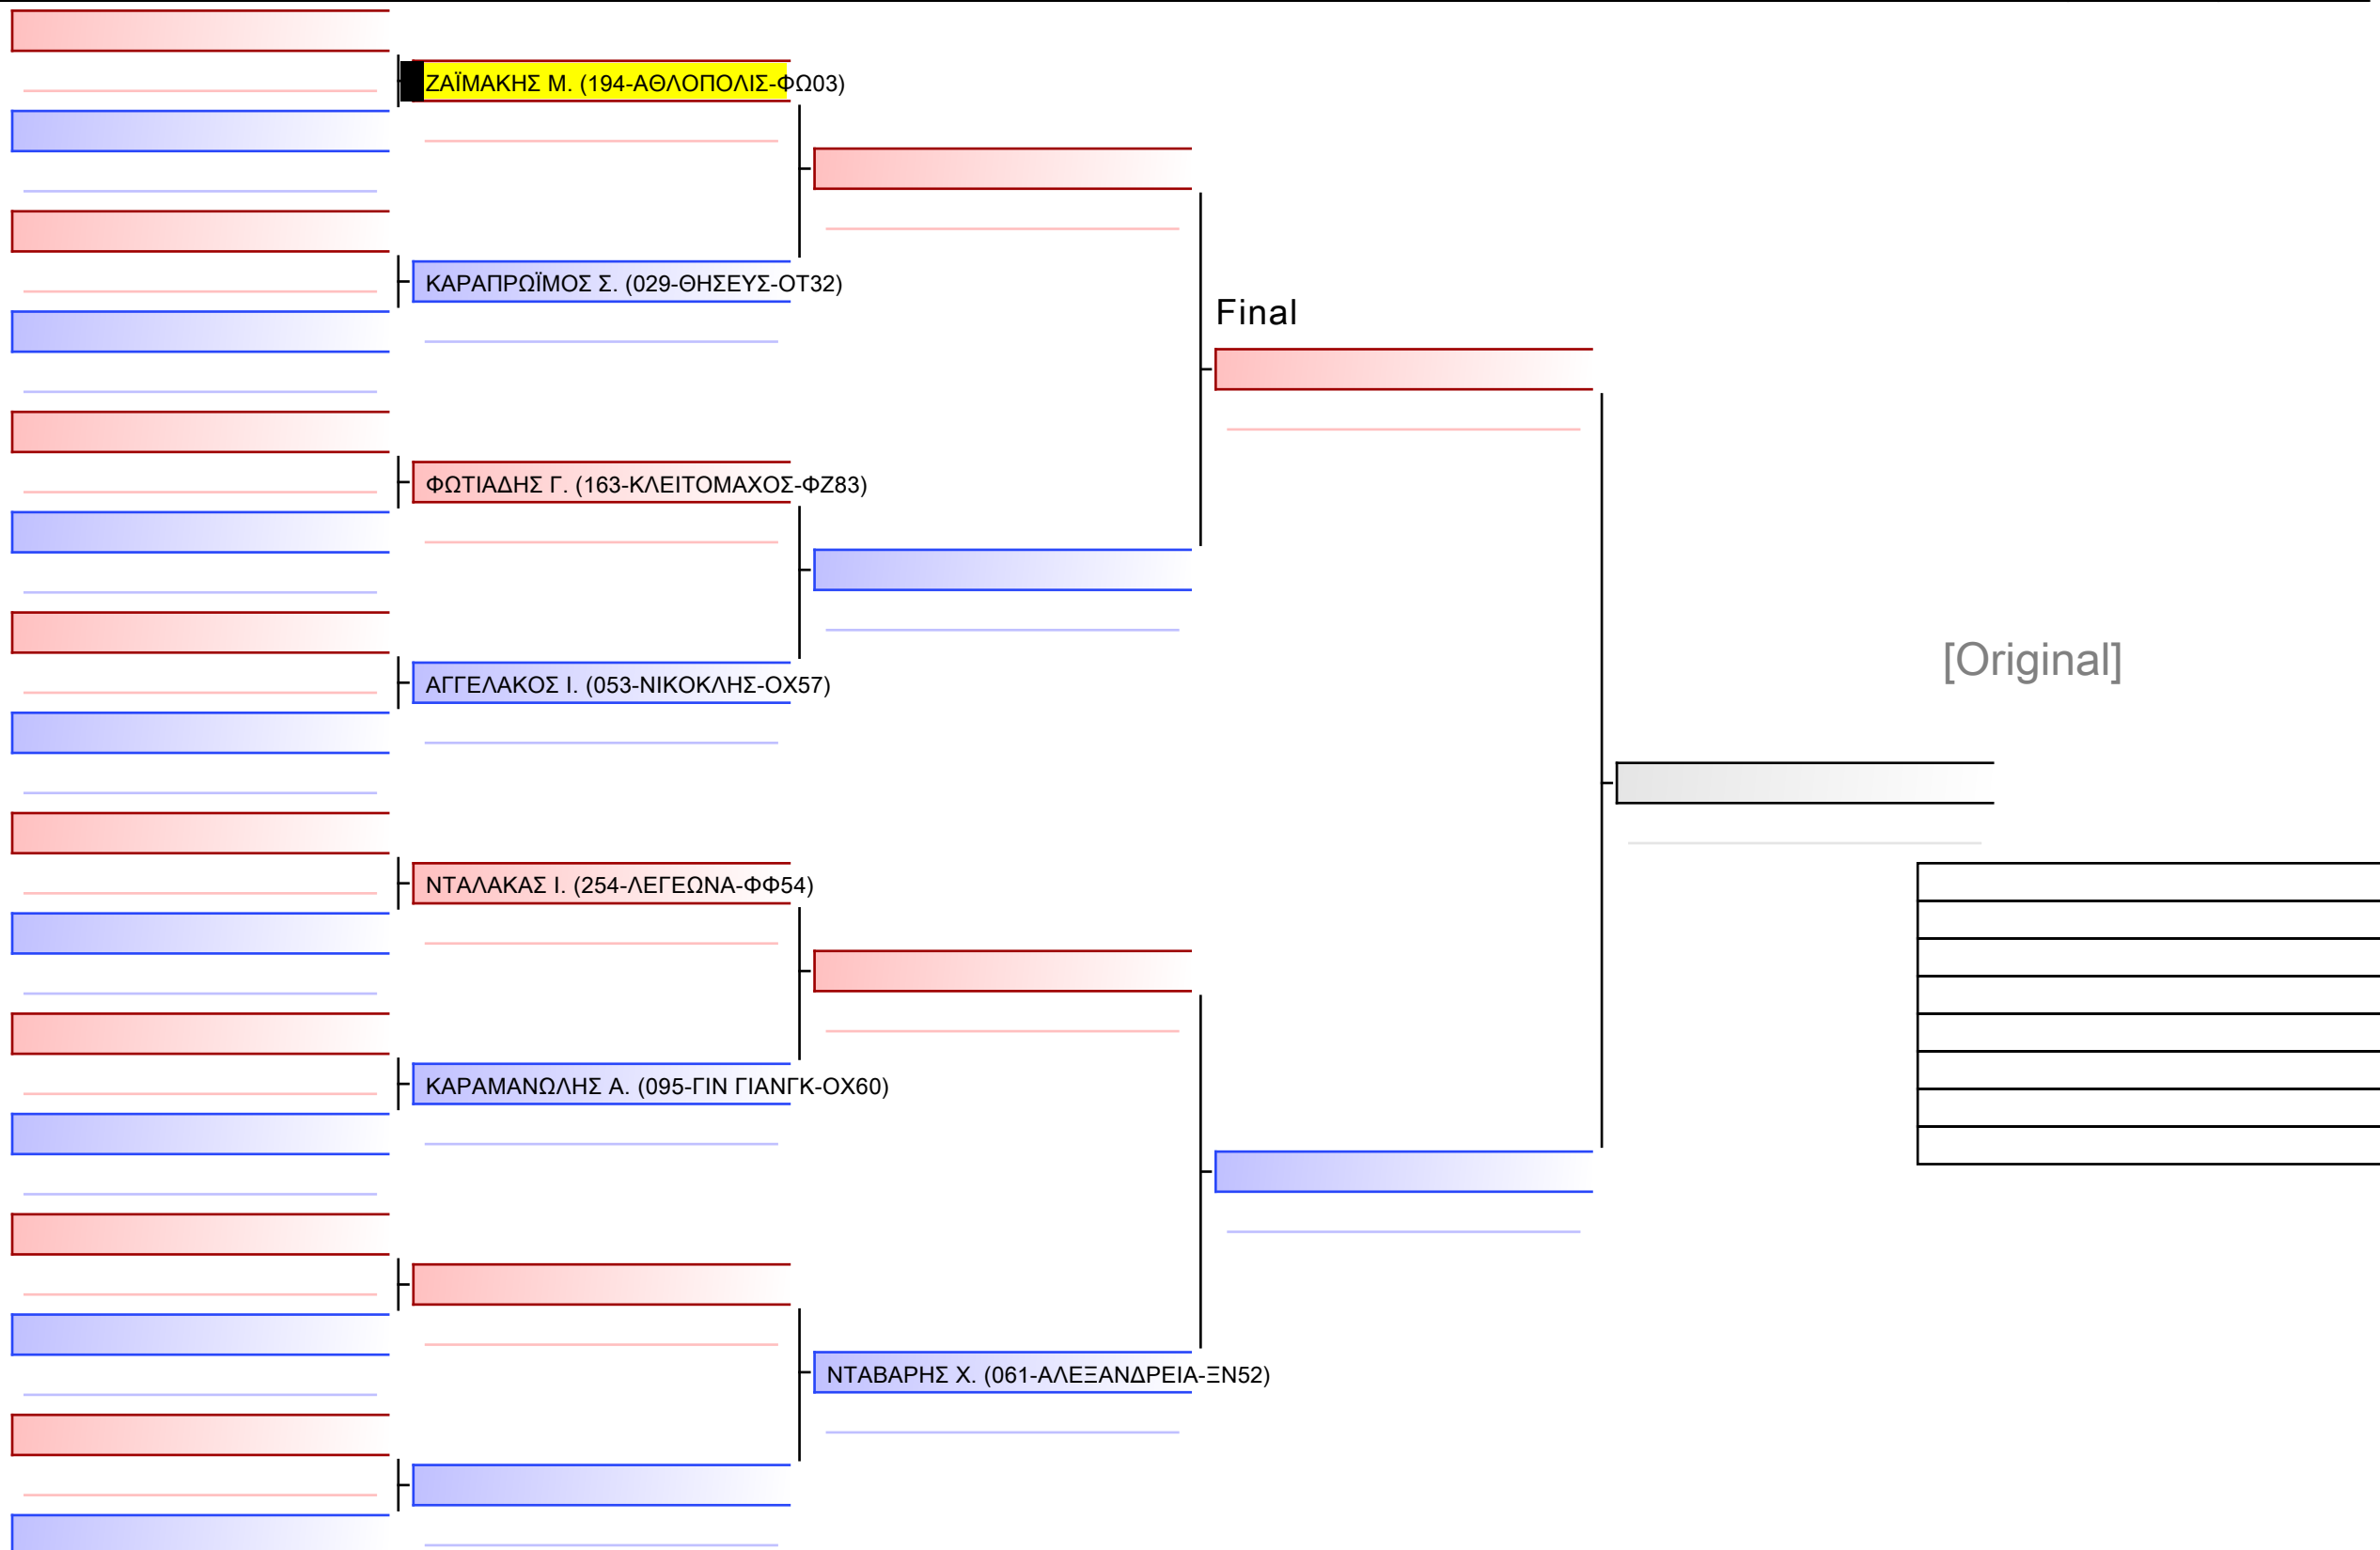 ΖΑΪΜΑΚΗΣ Μ. (194-ΑΘΛΟΠΟΛΙΣ-ΦΩ03)
ΚΑΡΑΠΡΩΪΜΟΣ Σ. (029-ΘΗΣΕΥΣ-ΟΤ32)
Final
ΦΩΤΙΑΔΗΣ Γ. (163-ΚΛΕΙΤΟΜΑΧΟΣ-ΦΖ83)
[Original]
ΑΓΓΕΛΑΚΟΣ Ι. (053-ΝΙΚΟΚΛΗΣ-ΟΧ57)
ΝΤΑΛΑΚΑΣ Ι. (254-ΛΕΓΕΩΝΑ-ΦΦ54)
ΚΑΡΑΜΑΝΩΛΗΣ Α. (095-ΓΙΝ ΓΙΑΝΓΚ-ΟΧ60)
ΝΤΑΒΑΡΗΣ Χ. (061-ΑΛΕΞΑΝΔΡΕΙΑ-ΞΝ52)